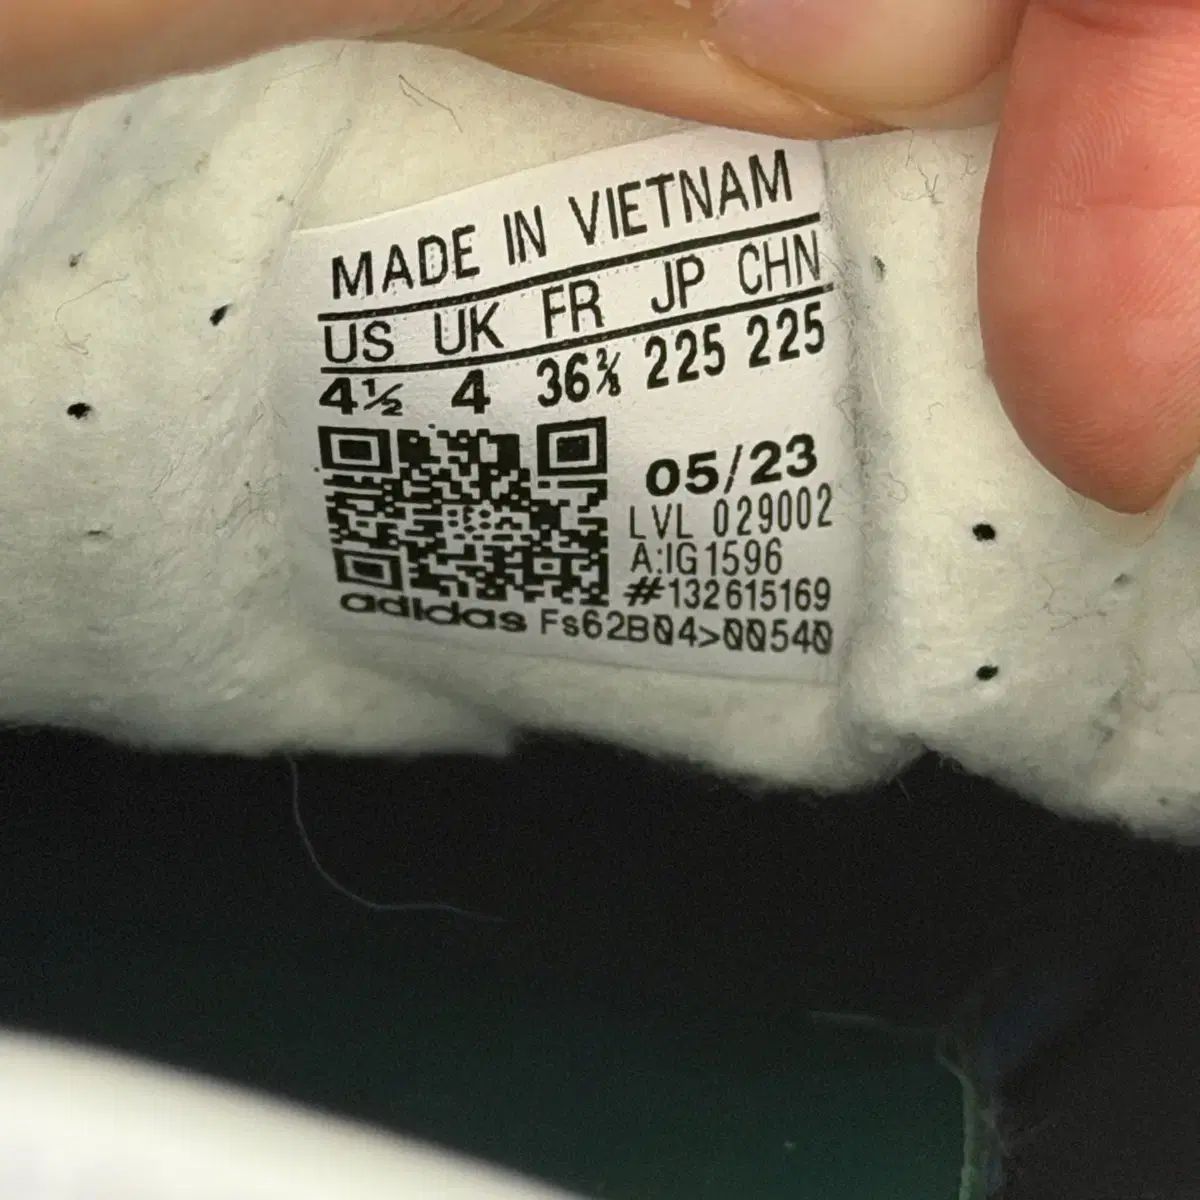 MADE IN VIETNAM
US UK FR JP CHN
4½ 4 36⅔ 225 225
05/23
LVL 029002
A:IG1596
#132615169
adidas Fs62B04>00540